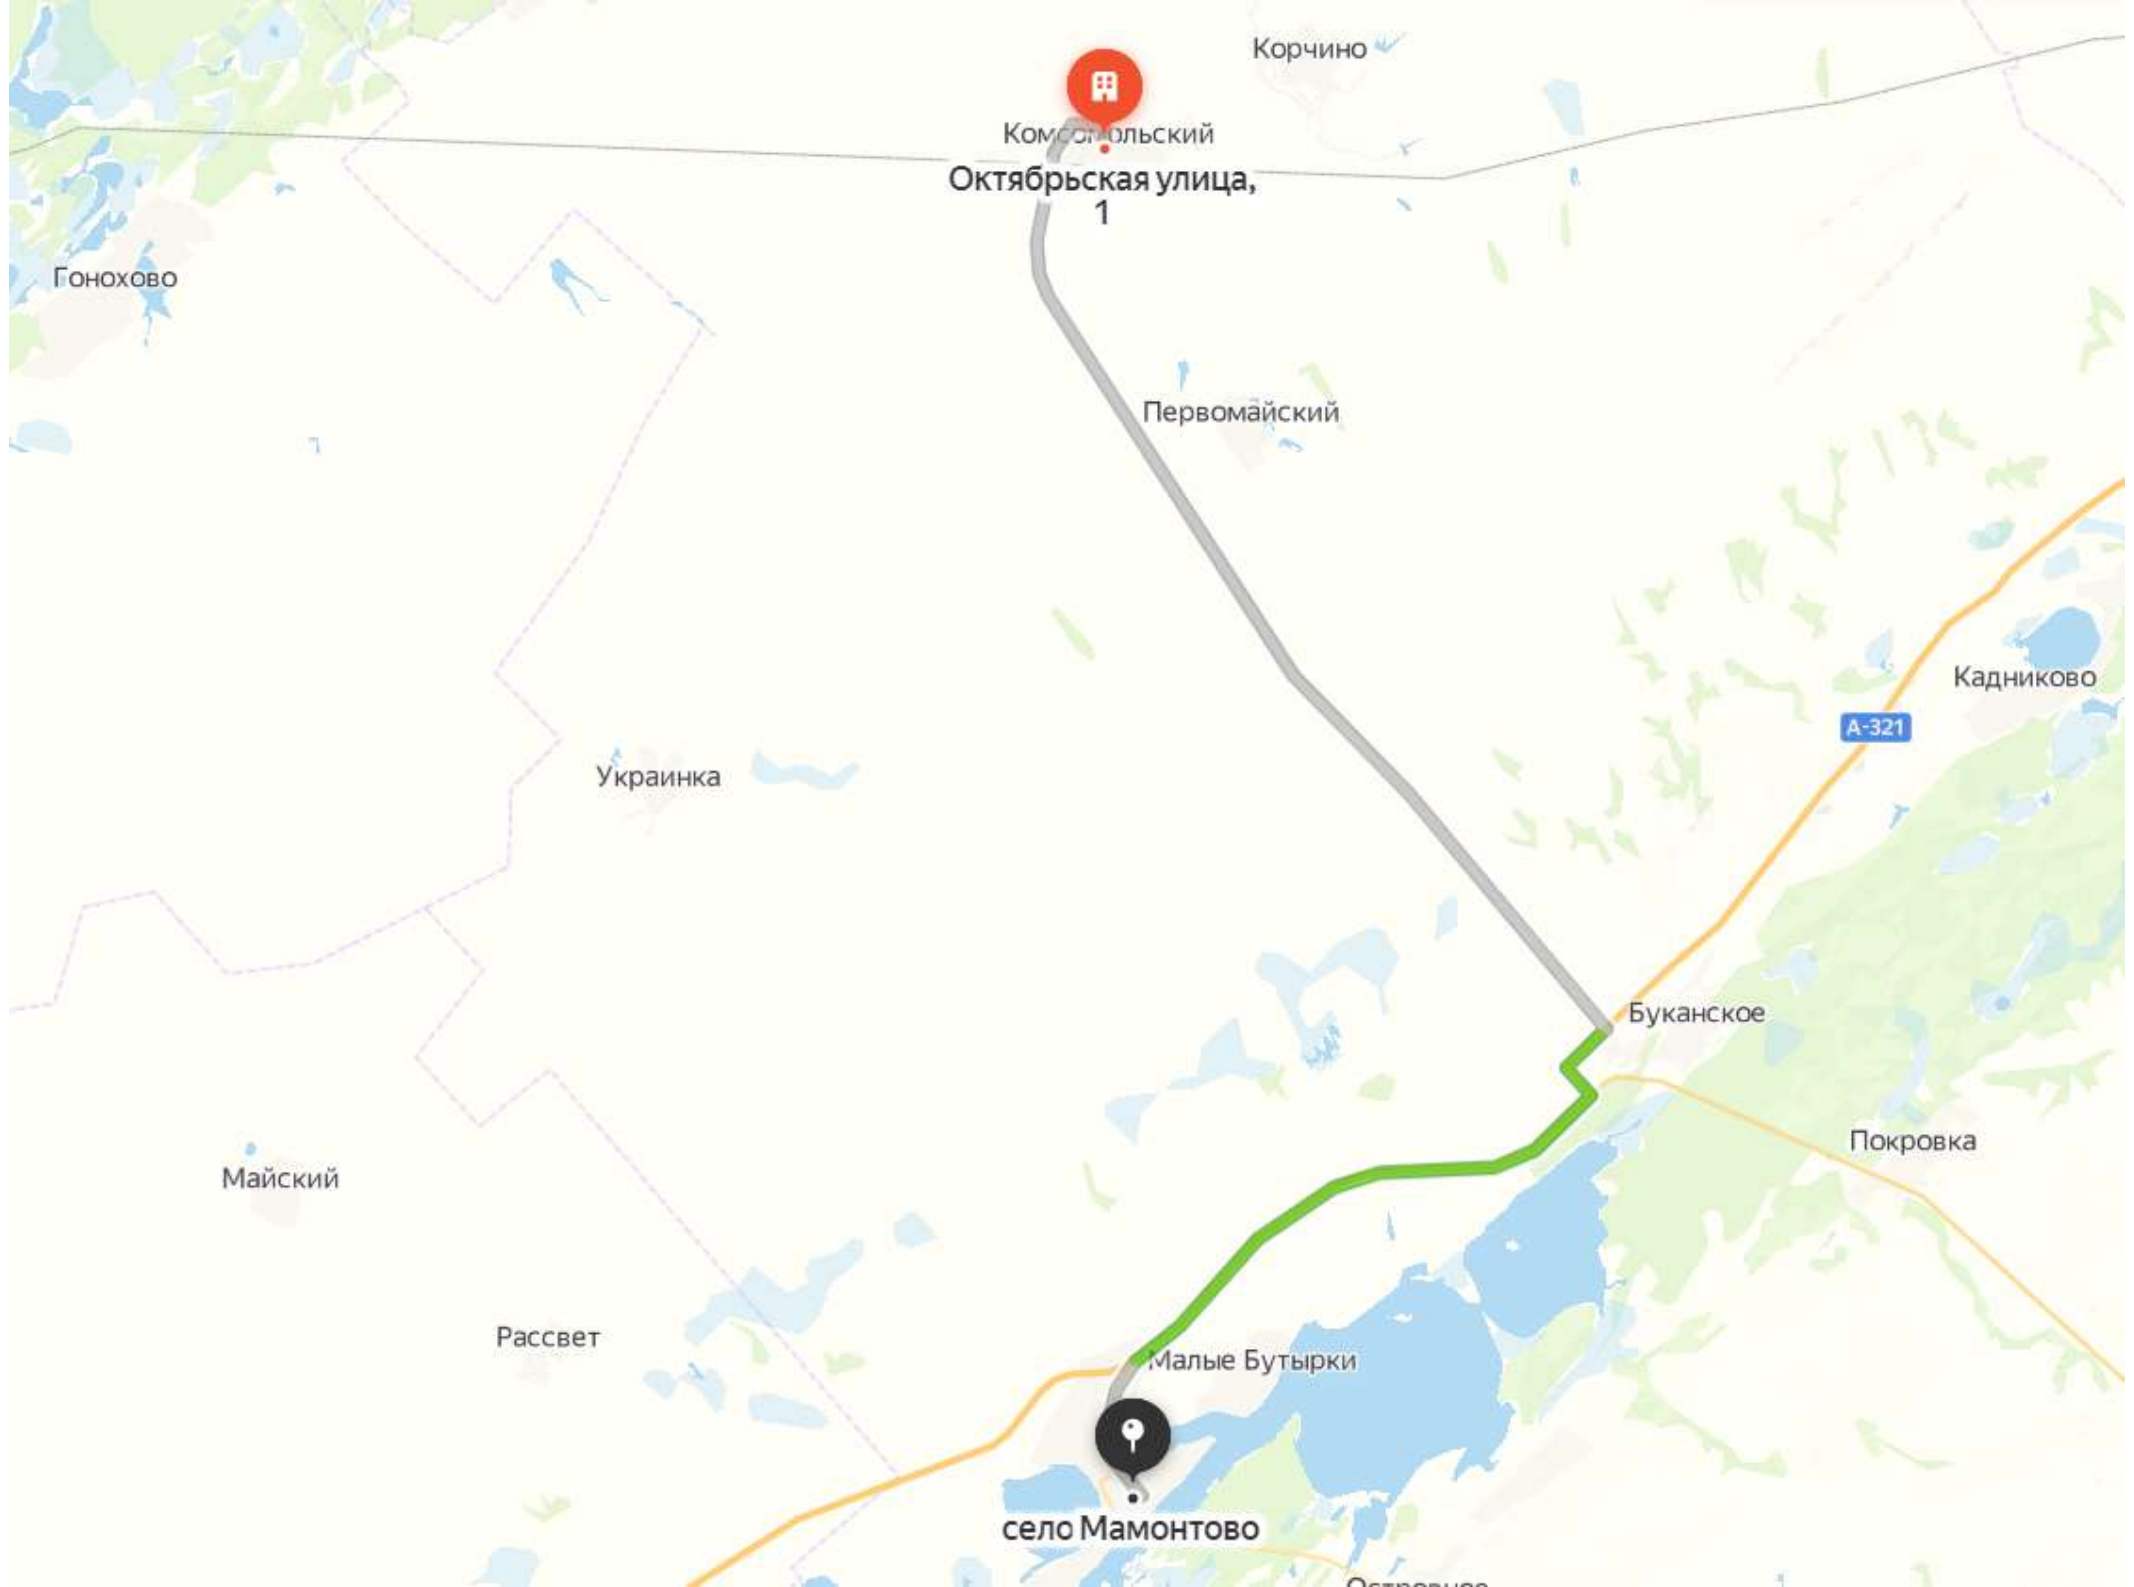 Корчино
Комсомольский
Октябрьская улица,
1
Гонохово
Первомайский
Кадниково
А-321
Украинка
Буканское
Покровка
Майский
Рассвет
Малые Бутырки
село Мамонтово